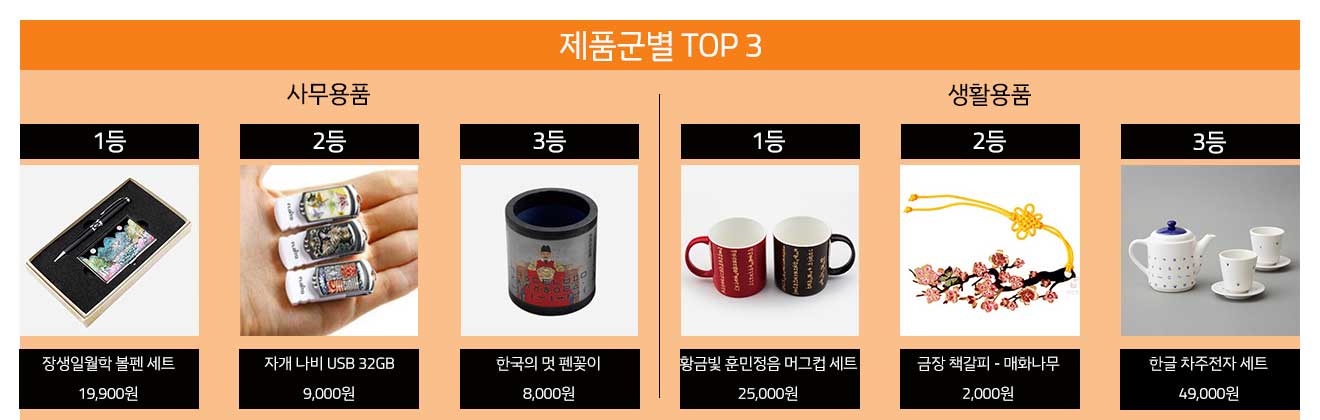 제품군별 TOP 3
사무용품
1등
2등
3등
장생일월학 볼펜 세트
19,900원
자개 나비 USB 32GB
9,000원
한국의 멋 펜꽂이
8,000원
생활용품
1등
2등
3등
황금빛 훈민정음 머그컵 세트
25,000원
금장 책갈피 - 매화나무
2,000원
한글 차주전자 세트
49,000원